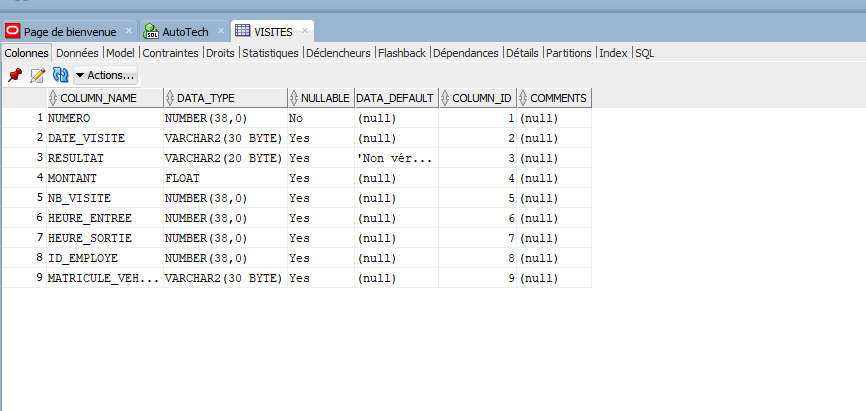 Page de bienvenue AutoTech VISITES
Colonnes Données Model Contraintes Droits Statistiques Déclencheurs Flashback Dépendances Détails Partitions Index SQL
Actions...
COLUMN_NAME DATA_TYPE NULLABLE DATA_DEFAULT COLUMN_ID COMMENTS
1 NUMERO NUMBER(38,0) No (null) 1 (null)
2 DATE_VISITE VARCHAR2(30 BYTE) Yes (null) 2 (null)
3 RESULTAT VARCHAR2(20 BYTE) Yes 'Non vér... 3 (null)
4 MONTANT FLOAT Yes (null) 4 (null)
5 NB_VISITE NUMBER(38,0) Yes (null) 5 (null)
6 HEURE_ENTREE NUMBER(38,0) Yes (null) 6 (null)
7 HEURE_SORTIE NUMBER(38,0) Yes (null) 7 (null)
8 ID_EMPLOYE NUMBER(38,0) Yes (null) 8 (null)
9 MATRICULE_VEH... VARCHAR2(30 BYTE) Yes (null) 9 (null)